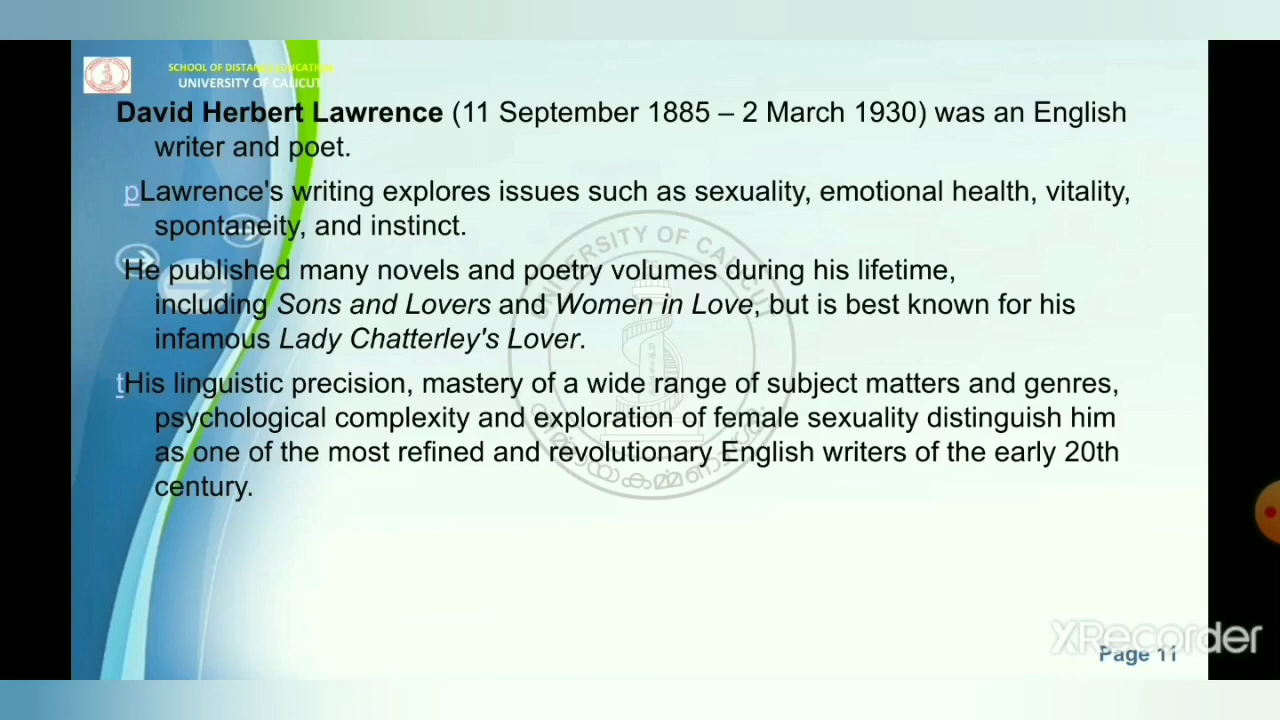 SCHOOL OF DISTANCE EDUCATION
UNIVERSITY OF CALICUT
David Herbert Lawrence (11 September 1885 – 2 March 1930) was an English
writer and poet.
pLawrence's writing explores issues such as sexuality, emotional health, vitality,
spontaneity, and instinct.
He published many novels and poetry volumes during his lifetime,
including Sons and Lovers and Women in Love, but is best known for his
infamous Lady Chatterley's Lover.
tHis linguistic precision, mastery of a wide range of subject matters and genres,
psychological complexity and exploration of female sexuality distinguish him
as one of the most refined and revolutionary English writers of the early 20th
century.
UNIVERSITY OF CALICUT
XRecorder
Page 11